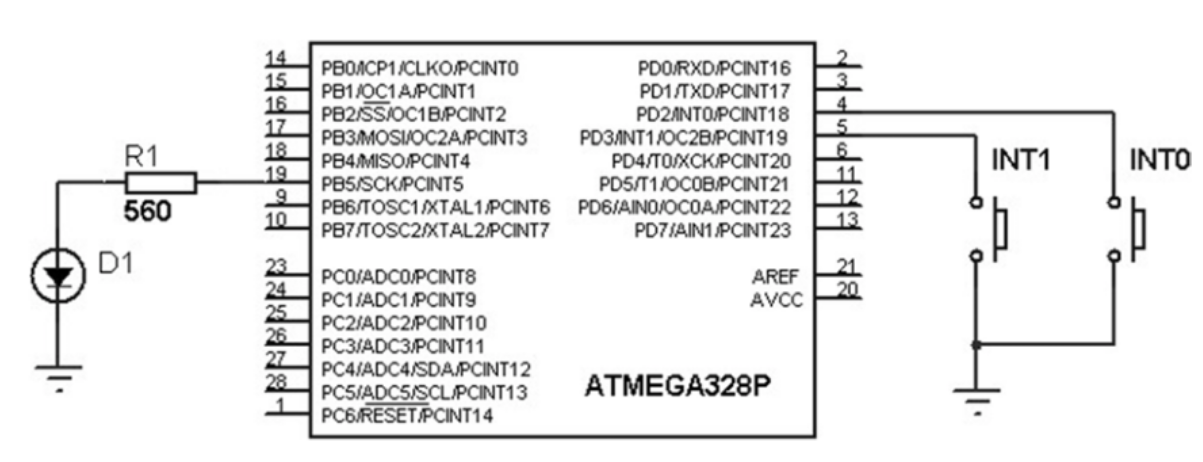 14 PB0/ICP1/CLKO/PCINT0 PD0/RXD/PCINT16 2
15 PB1/OC1A/PCINT1 PD1/TXD/PCINT17 3
16 PB2/SS/OC1B/PCINT2 PD2/INT0/PCINT18 4
17 PB3/MOSI/OC2A/PCINT3 PD3/INT1/OC2B/PCINT19 5
R1 18 PB4/MISO/PCINT4 PD4/T0/XCK/PCINT20 6 INT1 INT0
19 PB5/SCK/PCINT5 PD5/T1/OC0B/PCINT21 11
560 9 PB6/TOSC1/XTAL1/PCINT6 PD6/AIN0/OC0A/PCINT22 12
10 PB7/TOSC2/XTAL2/PCINT7 PD7/AIN1/PCINT23 13
D1
23 PC0/ADC0/PCINT8 AREF 21
24 PC1/ADC1/PCINT9 AVCC 20
25 PC2/ADC2/PCINT10
26 PC3/ADC3/PCINT11
27 PC4/ADC4/SDA/PCINT12
28 PC5/ADC5/SCL/PCINT13 ATMEGA328P
1 PC6/RESET/PCINT14